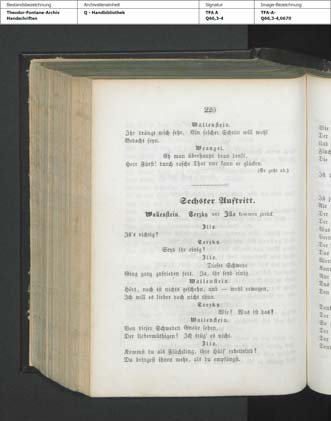 Bestandsbezeichnung
Theodor-Fontane-Archiv
Handschriften
Archivalieneinheit
Q - Handbibliothek
Signatur
TFA A
Q66,3-4
Image-Bezeichnung
TFA-A-
Q66,3-4,0670
220
Wallenstein.
Ihr dränget mich sehr. Ein solcher Schritt will wohl
Bedacht seyn.
Wrangel.
Eh man überhaupt dran denkt,
Herr Fürst! durch rasche That nur kann es glücken.
(Er geht ab.)
Sechster Auftritt.
Wallenstein. Terzky und Illo kommen zurück.
Illo.
Ist's richtig?
Terzky.
Seyd ihr einig?
Illo.
Dieser Schwede
Ging ganz zufrieden fort. Ja, ihr seyd einig.
Wallenstein.
Hört, noch ist nichts geschehn, und — wohl erwogen,
Ich will es lieber doch nicht thun.
Terzky.
Wie? Was ist das?
Wallenstein.
Von dieser Schweden Gnade leben,
Der Uebermüthigen? Ich trüg' es nicht.
Illo.
Kommst du als Flüchtling, ihre Hülf' erbettelnd?
Du bringest ihnen mehr, als du empfängst.